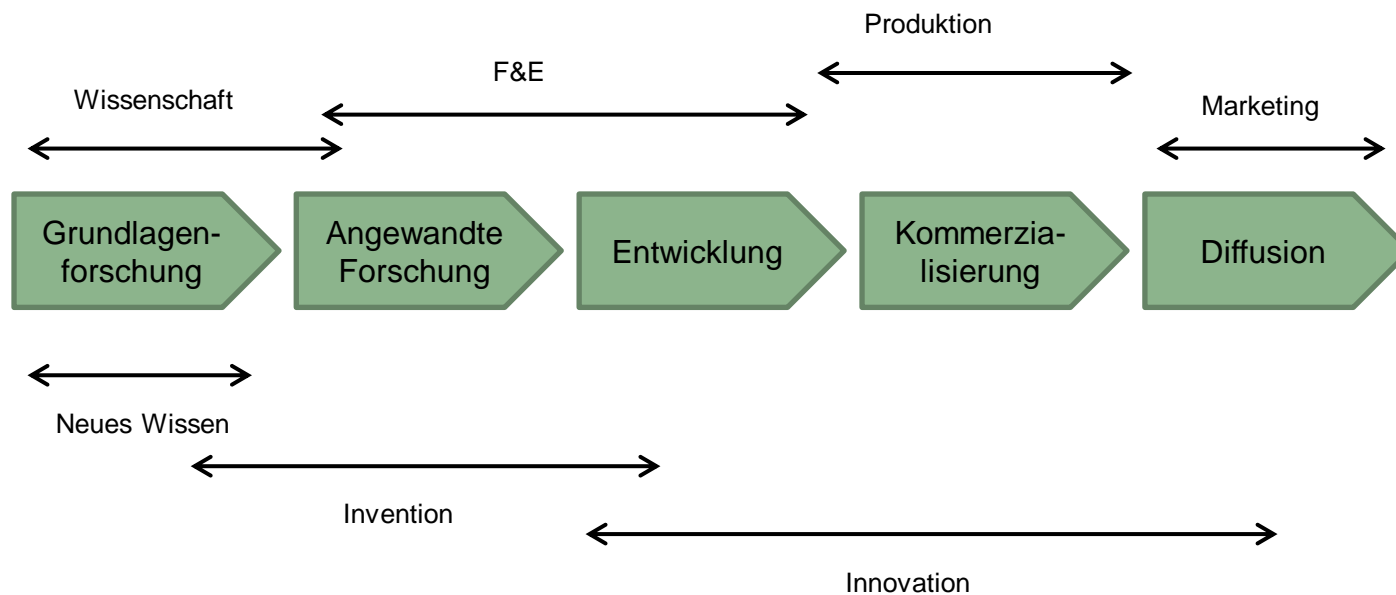 Produktion
F&E
Wissenschaft
Marketing
Grundlagen-
forschung
Angewandte
Forschung
Entwicklung
Kommerzia-
lisierung
Diffusion
Neues Wissen
Invention
Innovation